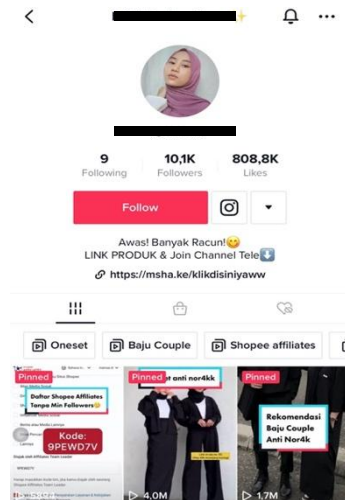 9
Following
10,1K
Followers
808,8K
Likes
Follow
Awas! Banyak Racun!😋
LINK PRODUK & Join Channel Tele⬇️
https://msha.ke/klikdisiniyaww
Oneset
Baju Couple
Shopee affiliates
Pinned
Daftar Shopee Affiliates
Tanpa Min Followers
Kode:
9PEWD7V
Pinned
anti nor4kk
4,0M
Pinned
Rekomendasi
Baju Couple
Anti Nor4k
1,7M